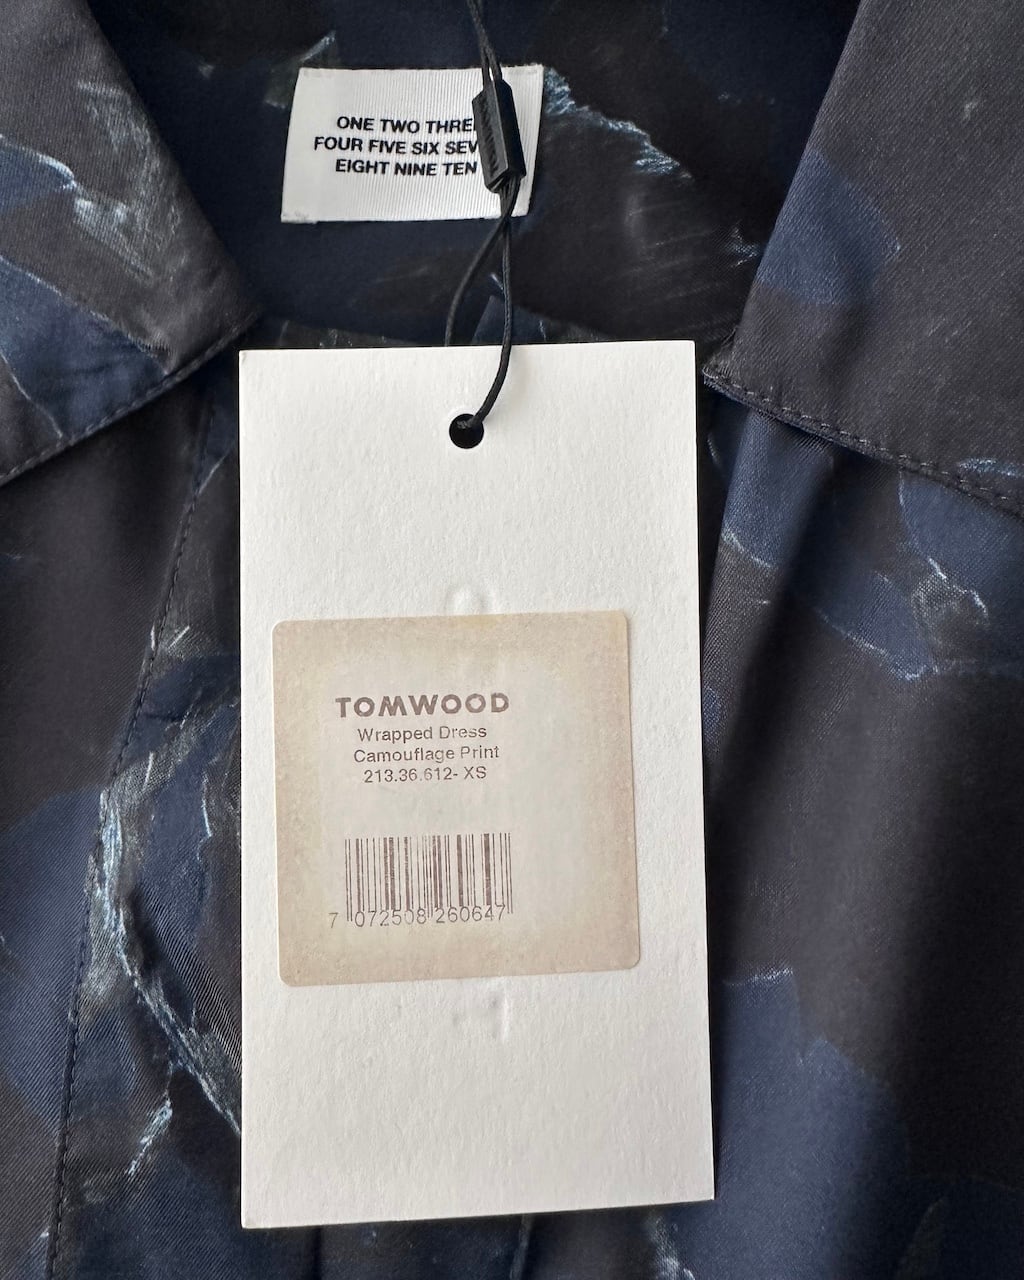 ONE TWO THREE
FOUR FIVE SIX SEV
EIGHT NINE TEN
TOMWOOD
Wrapped Dress
Camouflage Print
213.36.612- XS
7 072508 260647